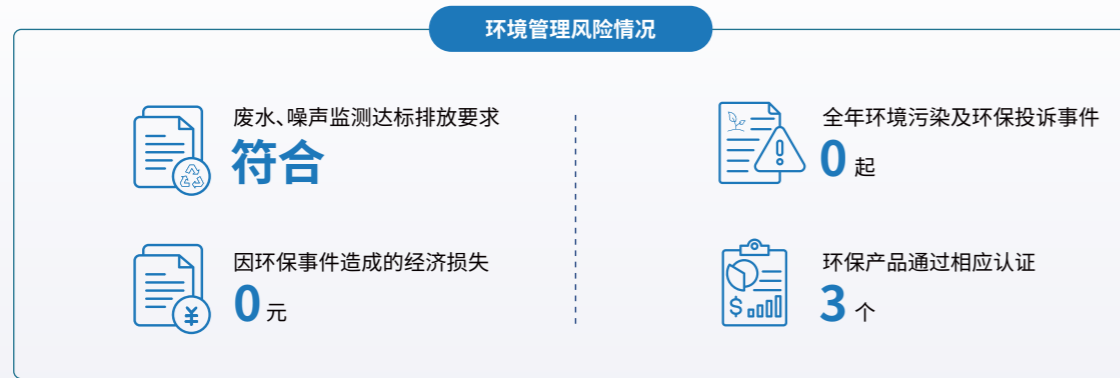 环境管理风险情况
废水、噪声监测达标排放要求
符合
全年环境污染及环保投诉事件
0 起
因环保事件造成的经济损失
0 元
环保产品通过相应认证
3 个